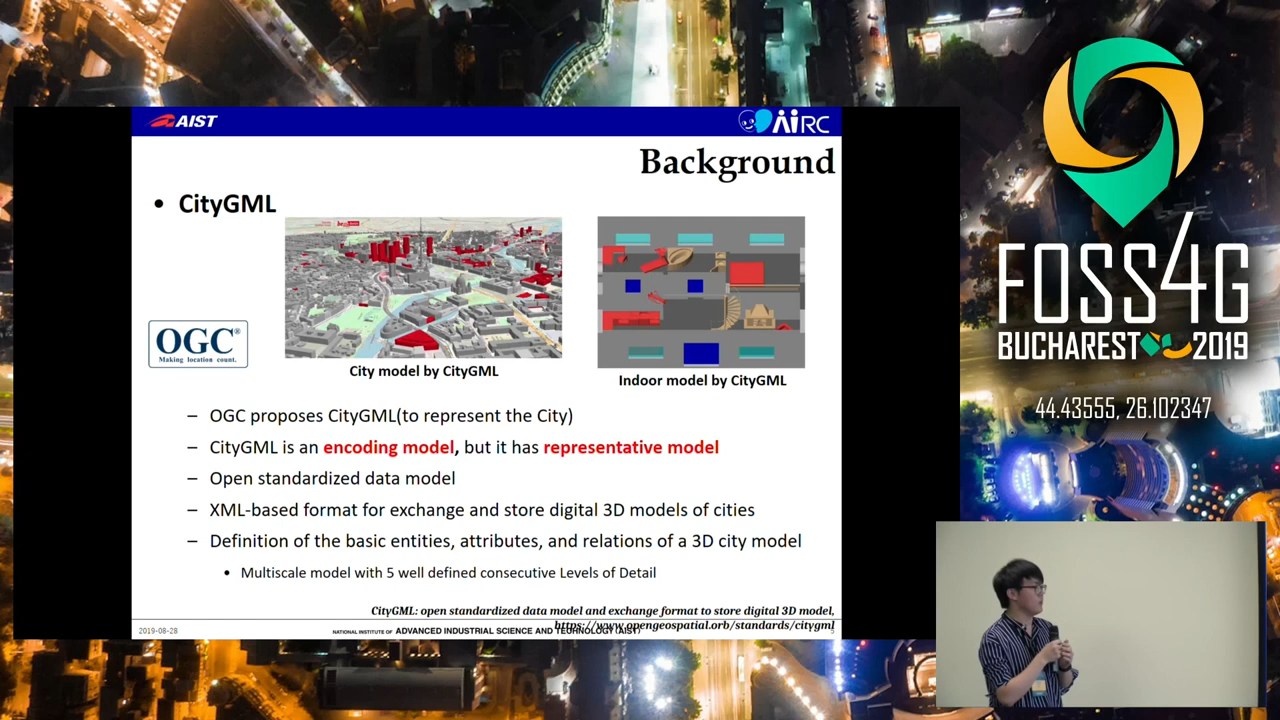 AIST
AiRC
Background
• CityGML
OGC®
Making location count.
City model by CityGML
Indoor model by CityGML
– OGC proposes CityGML(to represent the City)
– CityGML is an encoding model, but it has representative model
– Open standardized data model
– XML-based format for exchange and store digital 3D models of cities
– Definition of the basic entities, attributes, and relations of a 3D city model
• Multiscale model with 5 well defined consecutive Levels of Detail
CityGML: open standardized data model and exchange format to store digital 3D model,
https://www.opengeospatial.orb/standards/citygml
2019-08-28
NATIONAL INSTITUTE OF ADVANCED INDUSTRIAL SCIENCE AND TECHNOLOGY (AIST)
5
FOSS4G
BUCHAREST 2019
44.43555, 26.102347